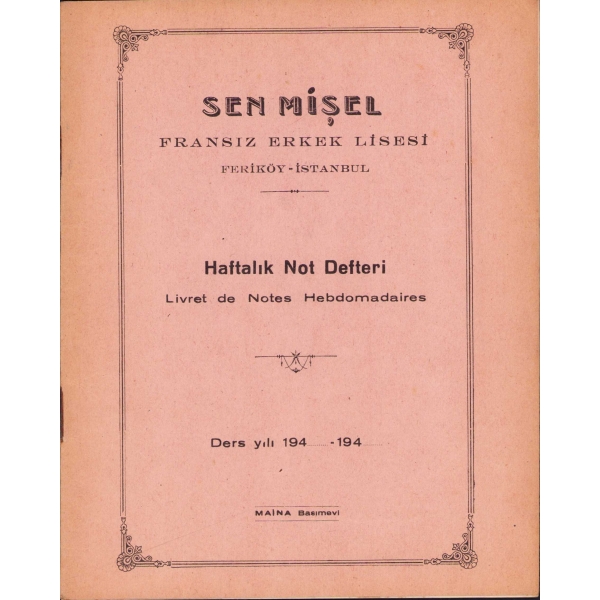 SEN MİŞEL
FRANSIZ ERKEK LİSESİ
FERİKÖY - İSTANBUL
Haftalık Not Defteri
Livret de Notes Hebdomadaires
Ders yılı 194........-194........
MAİNA Basımevi